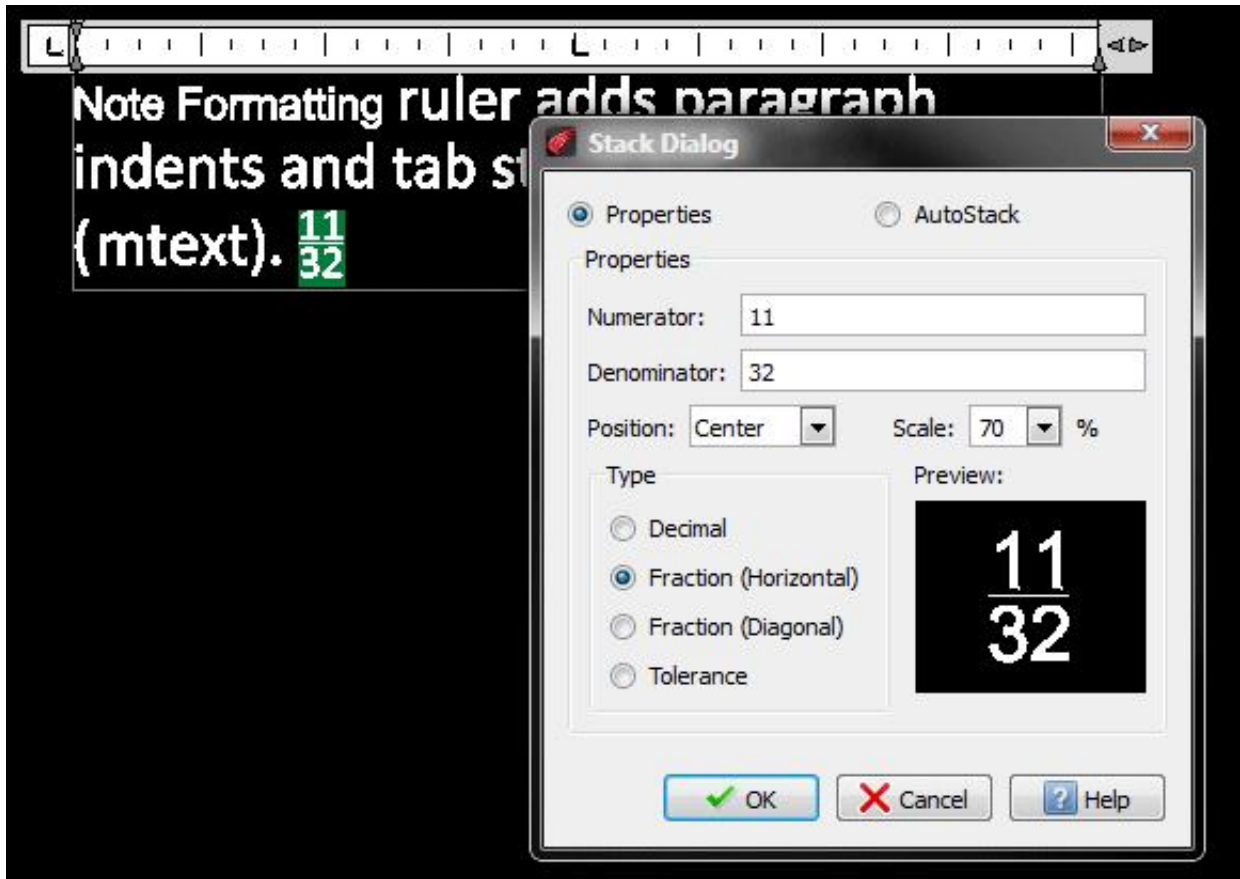 Note Formatting ruler adds paragraph
indents and tab
(mtext). 11/32
Stack Dialog
Properties
AutoStack
Properties
Numerator: 11
Denominator: 32
Position: Center
Scale: 70 %
Type
Preview:
Decimal
Fraction (Horizontal)
Fraction (Diagonal)
Tolerance
11
32
OK
Cancel
Help